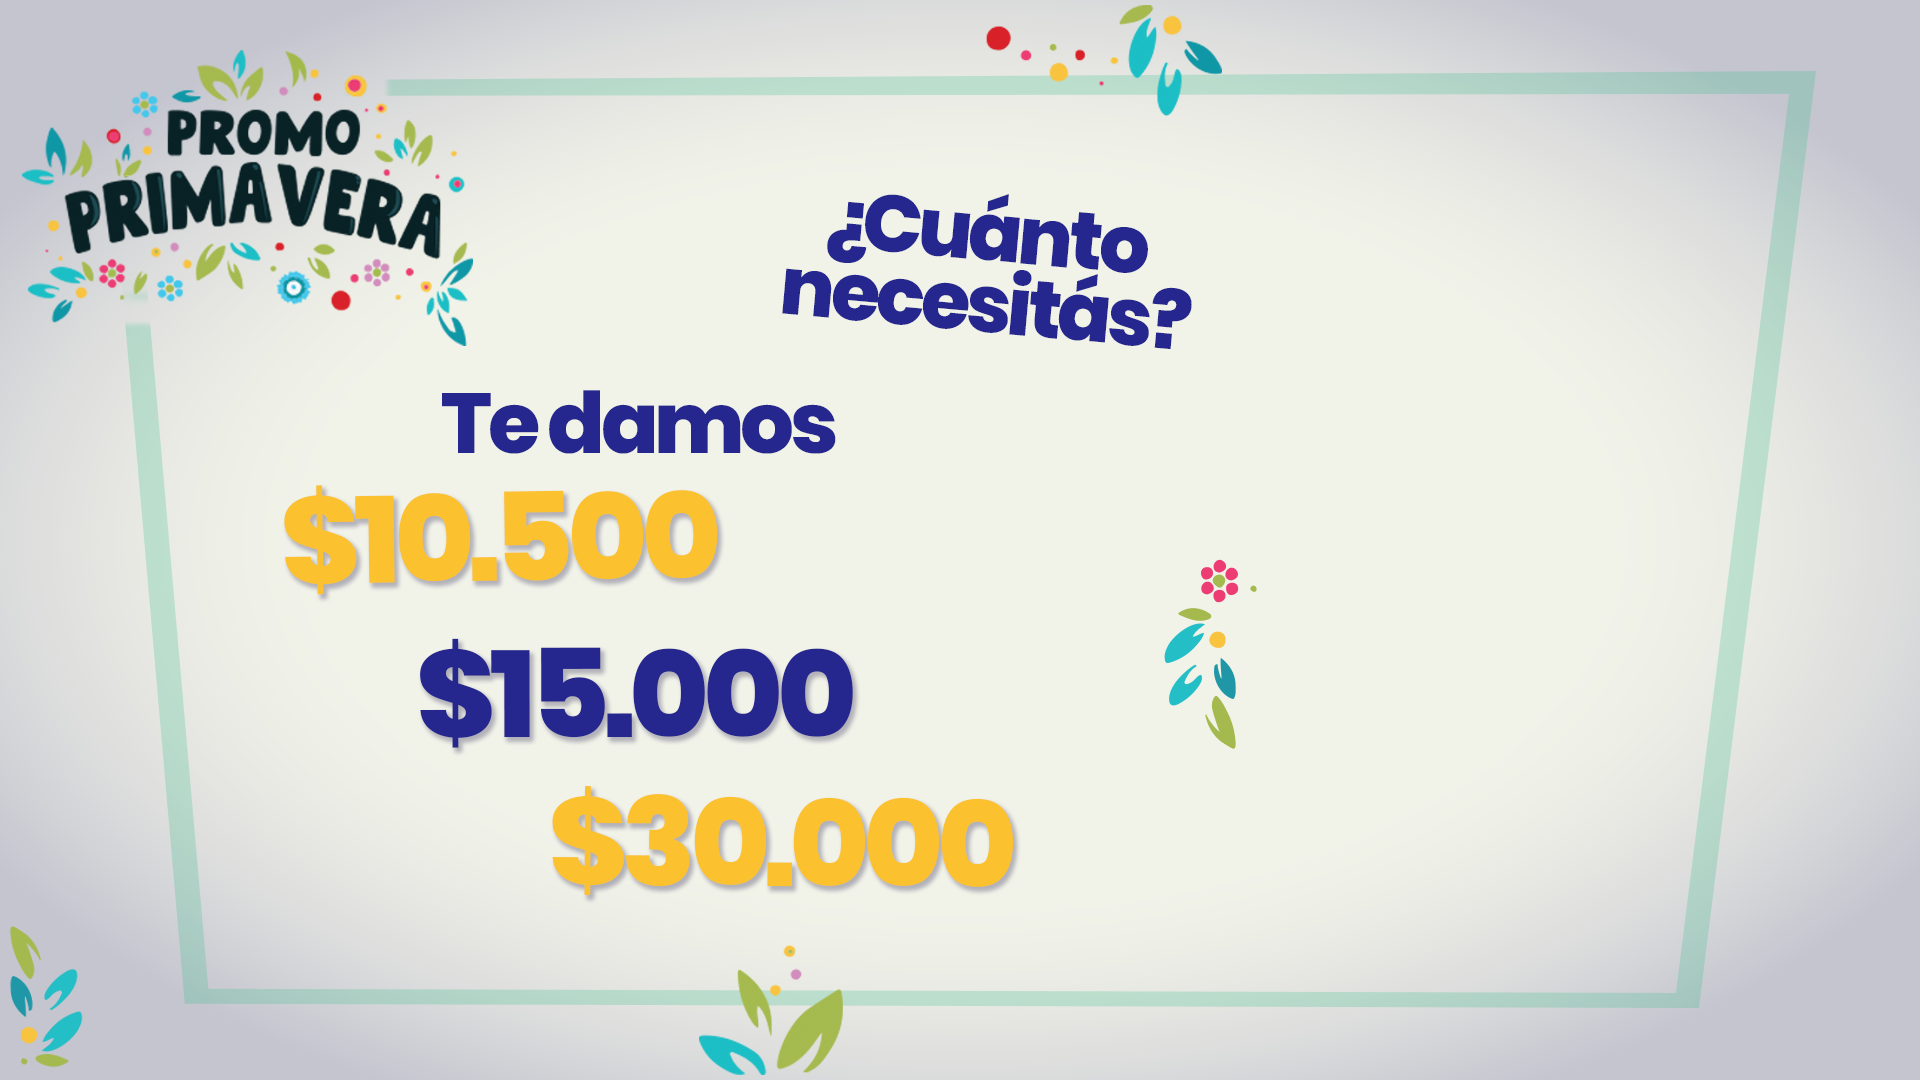 PROMO
PRIMAVERA
¿Cuánto
necesitás?
Te damos
$10.500
$15.000
$30.000